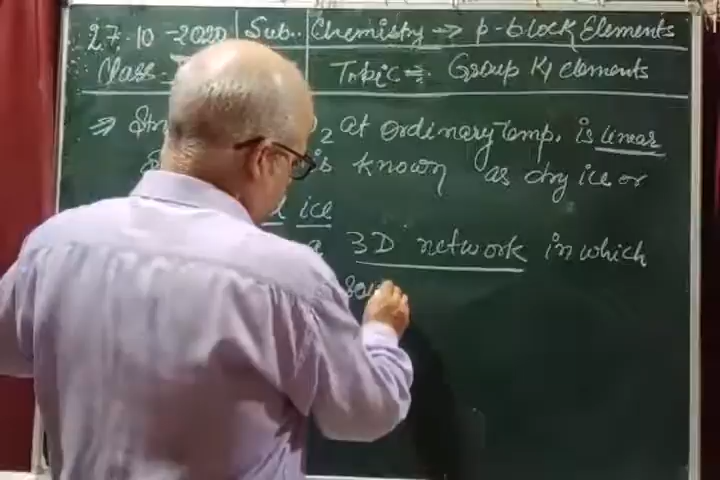 27-10-2020 Sub.. Chemistry → p-block Elements
Class- Topic = Group 14 elements
⇒ 2 at ordinary temp. is linear
is known as dry ice or
ice
a 3D network in which